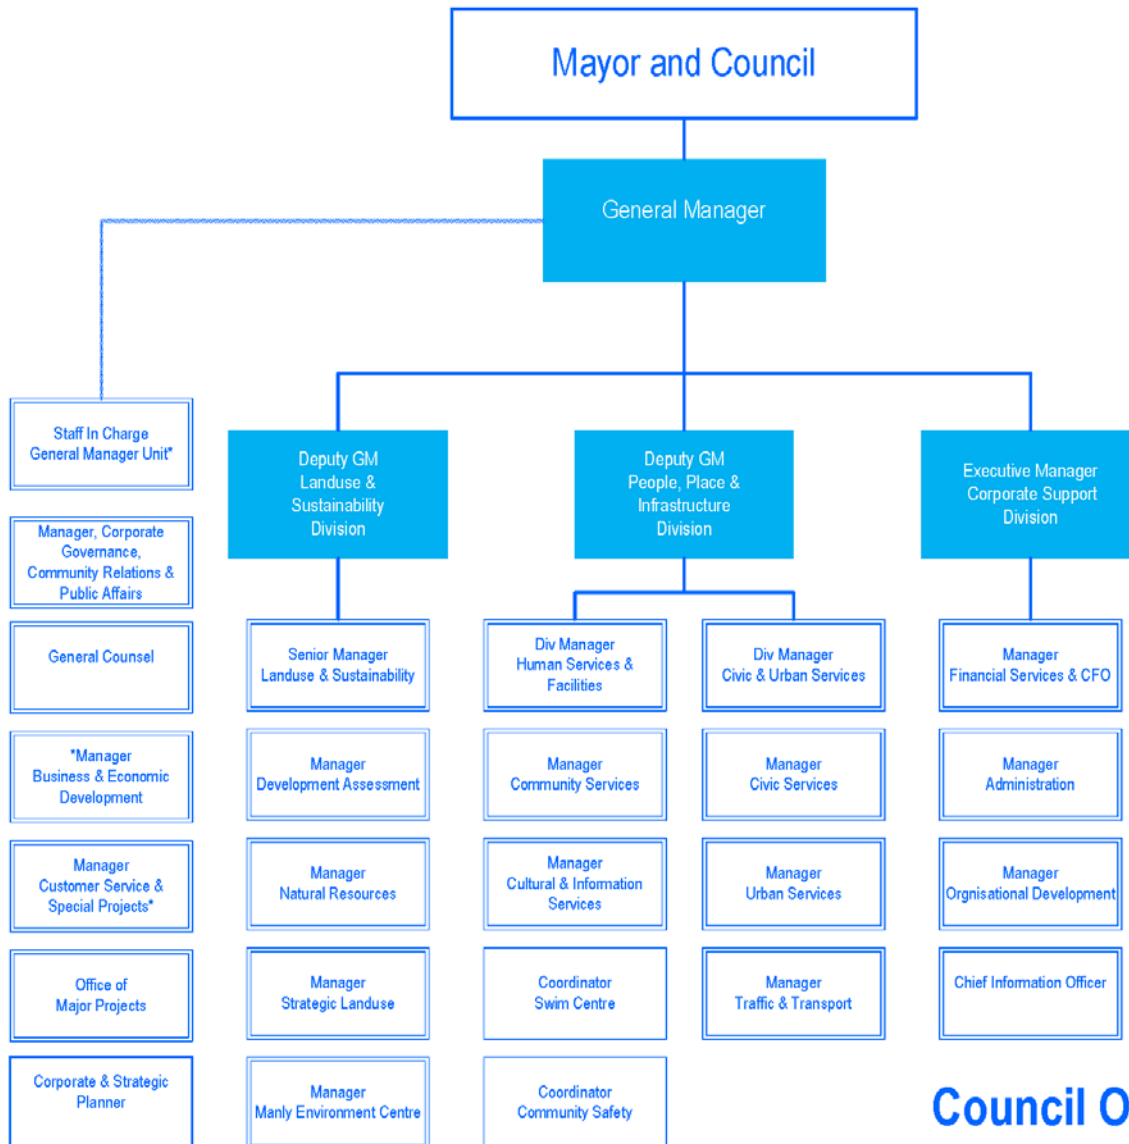 Mayor and Council
General Manager
Staff In Charge
General Manager Unit*
Manager, Corporate
Governance,
Community Relations &
Public Affairs
General Counsel
*Manager
Business & Economic
Development
Manager
Customer Service &
Special Projects*
Office of
Major Projects
Corporate & Strategic
Planner
Deputy GM
Landuse &
Sustainability
Division
Senior Manager
Landuse & Sustainability
Manager
Development Assessment
Manager
Natural Resources
Manager
Strategic Landuse
Manager
Manly Environment Centre
Deputy GM
People, Place &
Infrastructure
Division
Div Manager
Human Services &
Facilities
Manager
Community Services
Manager
Cultural & Information
Services
Coordinator
Swim Centre
Coordinator
Community Safety
Div Manager
Civic & Urban Services
Manager
Civic Services
Manager
Urban Services
Manager
Traffic & Transport
Executive Manager
Corporate Support
Division
Manager
Financial Services & CFO
Manager
Administration
Manager
Orgnisational Development
Chief Information Officer
Council O